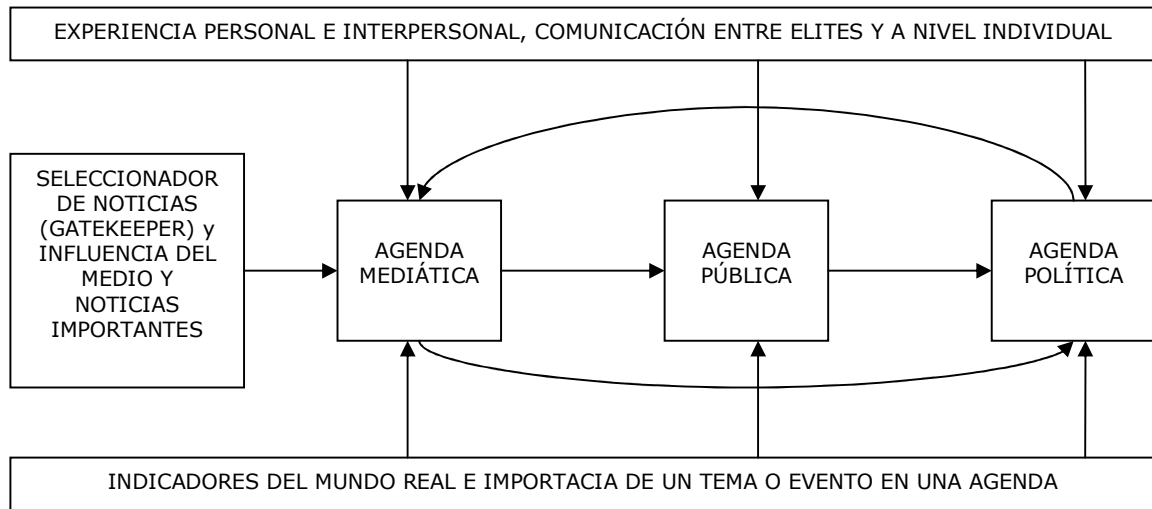 EXPERIENCIA PERSONAL E INTERPERSONAL, COMUNICACIÓN ENTRE ELITES Y A NIVEL INDIVIDUAL
SELECCIONADOR
DE NOTICIAS
(GATEKEEPER) y
INFLUENCIA DEL
MEDIO Y
NOTICIAS
IMPORTANTES
AGENDA
MEDIÁTICA
AGENDA
PÚBLICA
AGENDA
POLÍTICA
INDICADORES DEL MUNDO REAL E IMPORTACIA DE UN TEMA O EVENTO EN UNA AGENDA